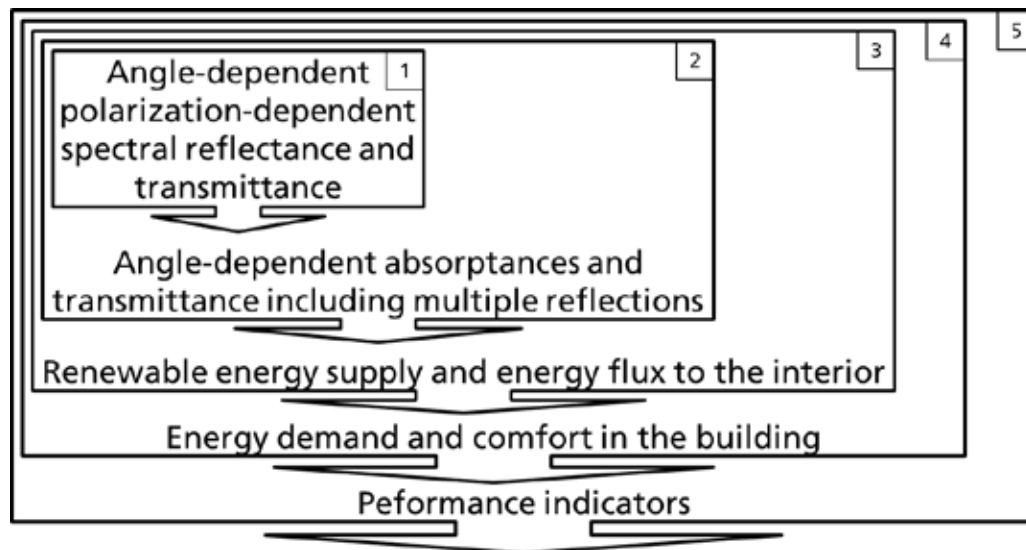 5
4
3
2
1
Angle-dependent
polarization-dependent
spectral reflectance and
transmittance
Angle-dependent absorptances and
transmittance including multiple reflections
Renewable energy supply and energy flux to the interior
Energy demand and comfort in the building
Peformance indicators